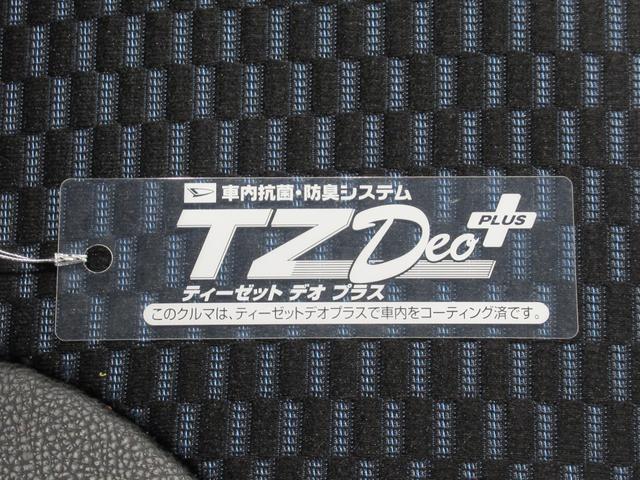 車内抗菌・防臭システム
TZ Deo PLUS
ティーゼット デオ プラス
このクルマは、ティーゼットデオプラスで車内をコーティング済です。